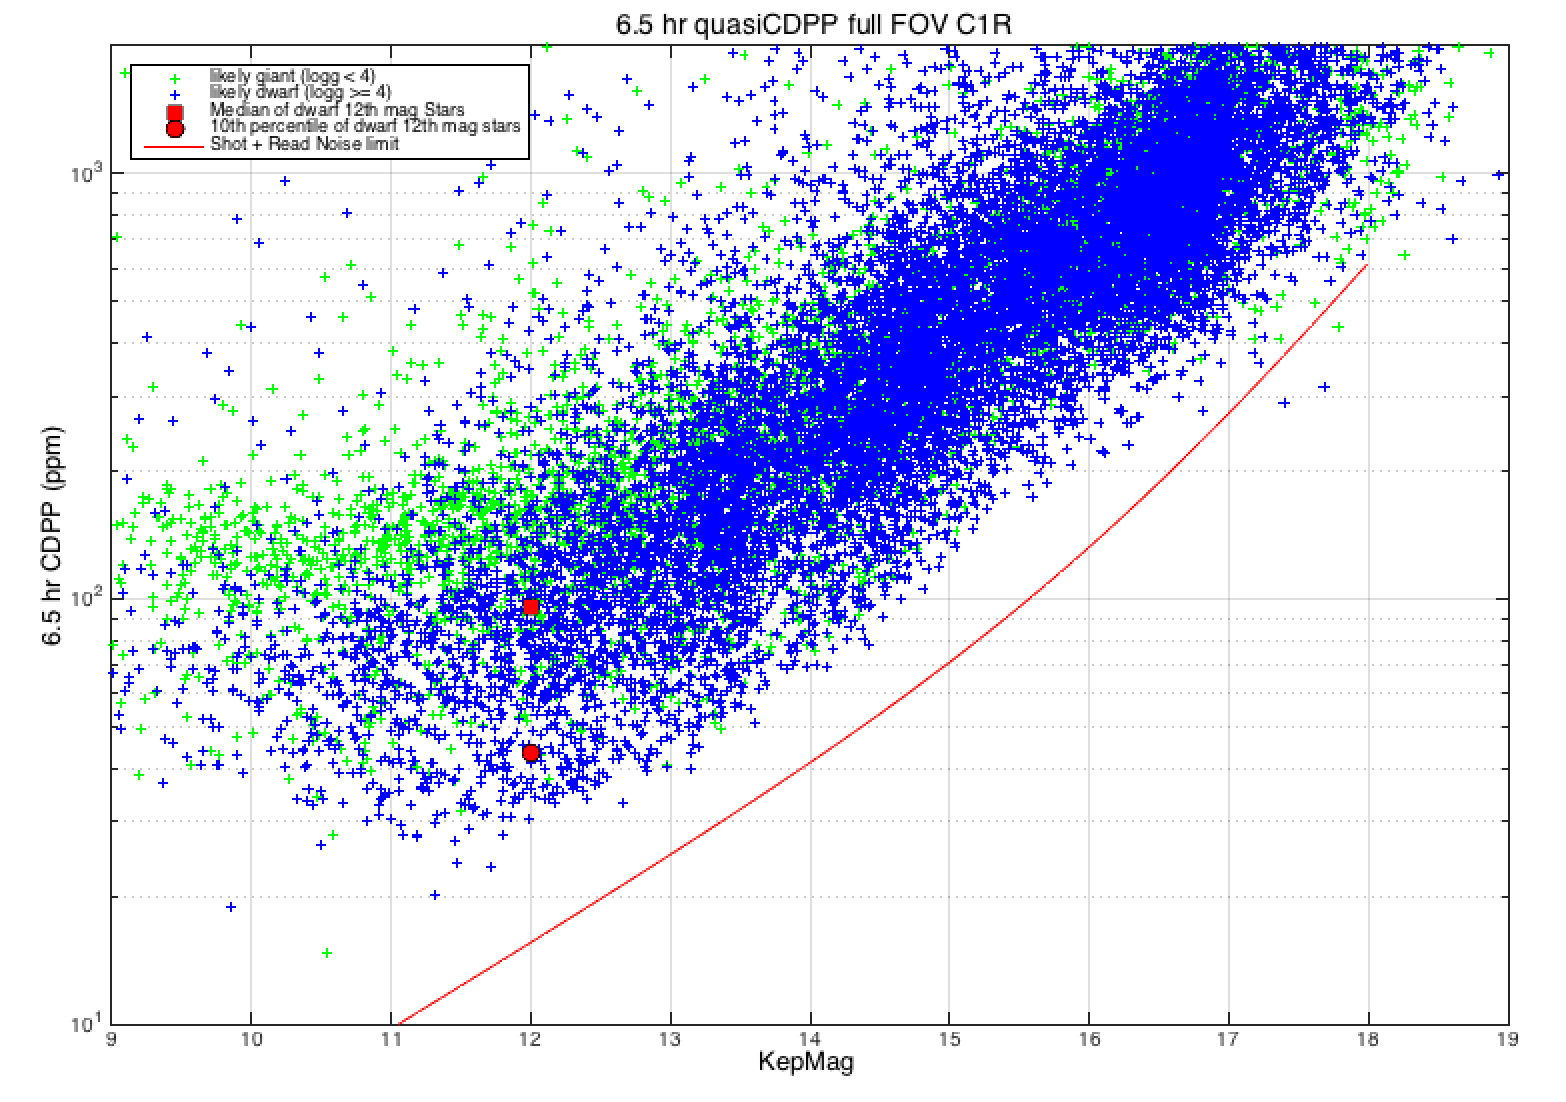 6.5 hr quasiCDPP full FOV C1R
likely giant (logg < 4)
likely dwarf (logg >= 4)
Median of dwarf 12th mag Stars
10th percentile of dwarf 12th mag stars
Shot + Read Noise limit
10^3
10^2
10^1
6.5 hr CDPP (ppm)
9 10 11 12 13 14 15 16 17 18 19
KepMag